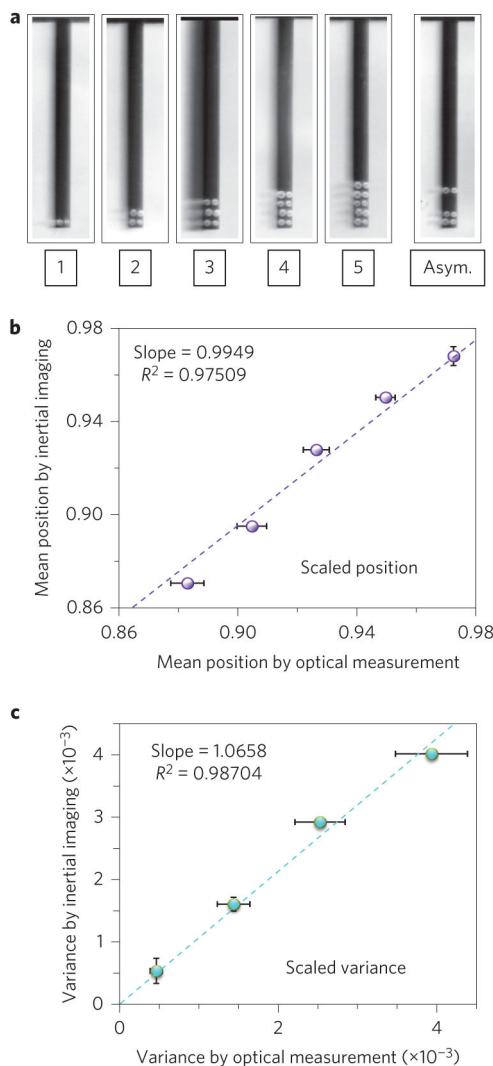 a
1
2
3
4
5
Asym.
b
Slope = 0.9949
R² = 0.97509
Mean position by inertial imaging
0.98
0.94
0.90
0.86
Scaled position
0.86
0.90
0.94
0.98
Mean position by optical measurement
c
Slope = 1.0658
R² = 0.98704
Variance by inertial imaging (×10⁻³)
4
3
2
1
0
Scaled variance
0
2
4
Variance by optical measurement (×10⁻³)